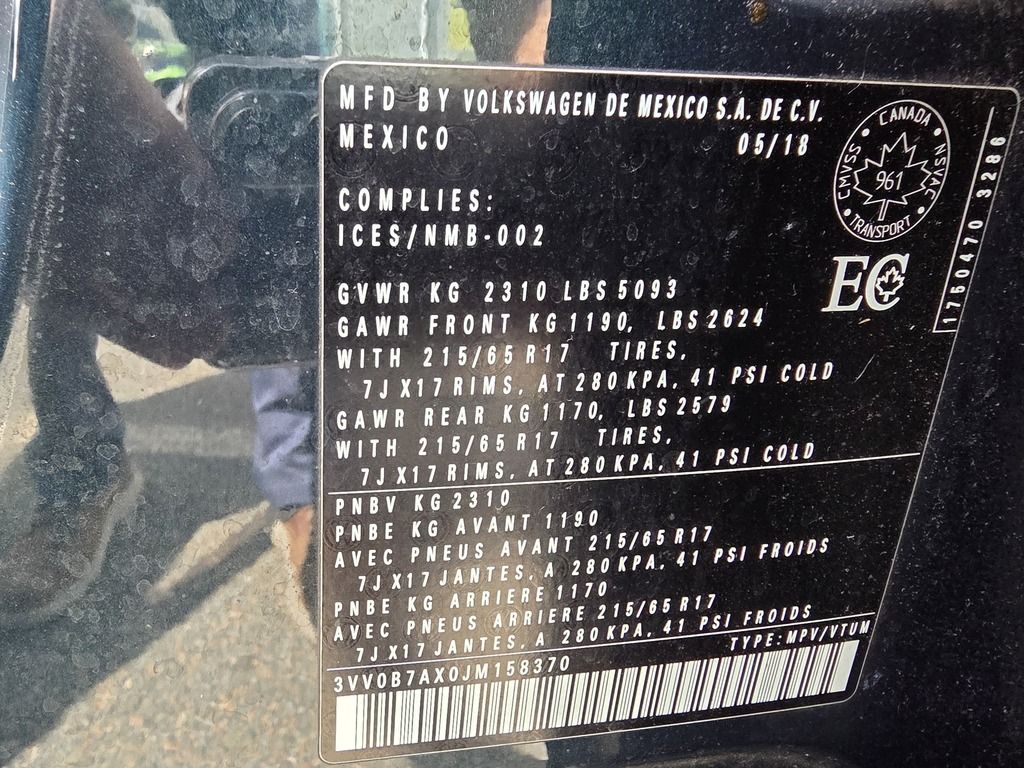 MFD BY VOLKSWAGEN DE MEXICO S.A. DE C.V.
MEXICO 05/18
CANADA
CMVSS NSVAC
961
TRANSPORT
COMPLIES:
ICES/NMB-002
EC
1750470 3286
GVWR KG 2310 LBS 5093
GAWR FRONT KG 1190, LBS 2624
WITH 215/65 R17 TIRES,
7J X17 RIMS, AT 280 KPA, 41 PSI COLD
GAWR REAR KG 1170, LBS 2579
WITH 215/65 R17 TIRES,
7J X17 RIMS, AT 280 KPA, 41 PSI COLD
PNBV KG 2310
PNBE KG AVANT 1190
AVEC PNEUS AVANT 215/65 R17
7J X17 JANTES, A 280 KPA, 41 PSI FROIDS
PNBE KG ARRIERE 1170
AVEC PNEUS ARRIERE 215/65 R17
7J X17 JANTES, A 280 KPA, 41 PSI FROIDS
3VV0B7AX0JM158370 TYPE: MPV/VTUM